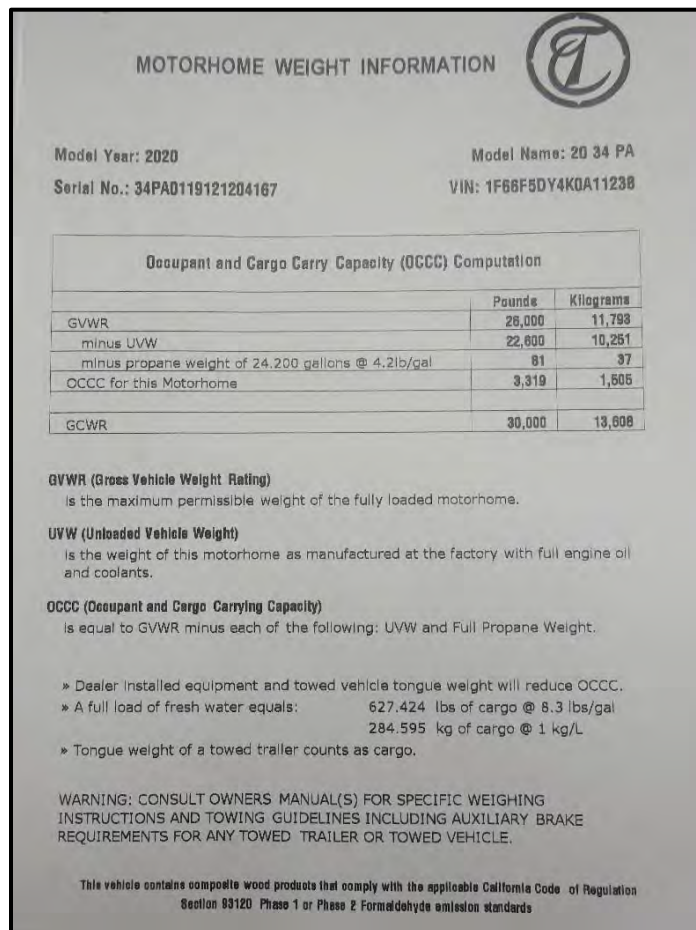 MOTORHOME WEIGHT INFORMATION
Model Year: 2020 Model Name: 20 34 PA
Serial No.: 34PA0119121204167 VIN: 1F66F5DY4K0A11238
Occupant and Cargo Carry Capacity (OCCC) Computation
Pounds Kilograms
GVWR 26,000 11,793
minus UVW 22,600 10,251
minus propane weight of 24.200 gallons @ 4.2lb/gal 81 37
OCCC for this Motorhome 3,319 1,505
GCWR 30,000 13,608
GVWR (Gross Vehicle Weight Rating)
is the maximum permissible weight of the fully loaded motorhome.
UVW (Unloaded Vehicle Weight)
is the weight of this motorhome as manufactured at the factory with full engine oil
and coolants.
OCCC (Occupant and Cargo Carrying Capacity)
is equal to GVWR minus each of the following: UVW and Full Propane Weight.
» Dealer installed equipment and towed vehicle tongue weight will reduce OCCC.
» A full load of fresh water equals: 627.424 lbs of cargo @ 8.3 lbs/gal
284.595 kg of cargo @ 1 kg/L
» Tongue weight of a towed trailer counts as cargo.
WARNING: CONSULT OWNERS MANUAL(S) FOR SPECIFIC WEIGHING
INSTRUCTIONS AND TOWING GUIDELINES INCLUDING AUXILIARY BRAKE
REQUIREMENTS FOR ANY TOWED TRAILER OR TOWED VEHICLE.
This vehicle contains composite wood products that comply with the applicable California Code of Regulation
Section 93120 Phase 1 or Phase 2 Formaldehyde emission standards